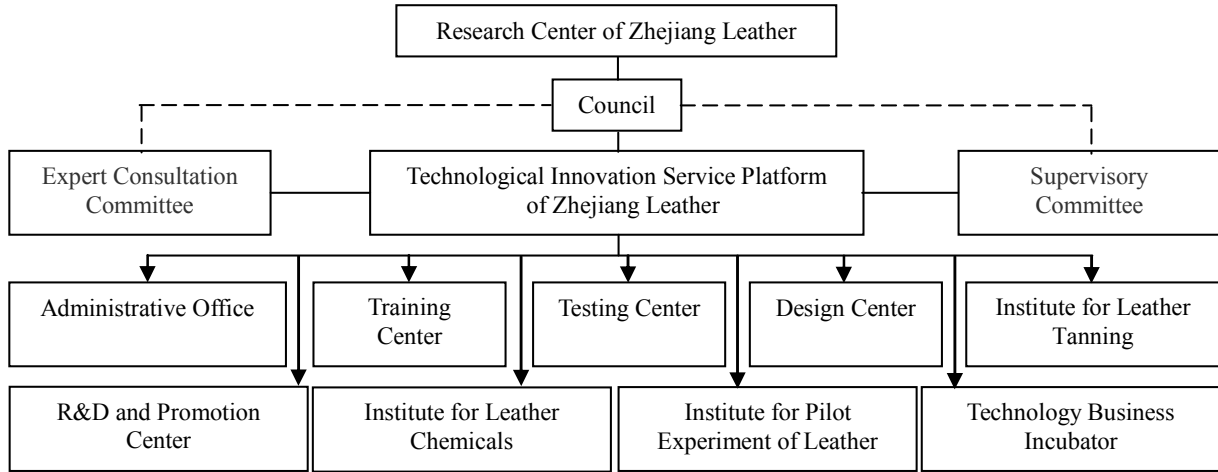 Research Center of Zhejiang Leather
Council
Expert Consultation
Committee
Technological Innovation Service Platform
of Zhejiang Leather
Supervisory
Committee
Administrative Office
Training
Center
Testing Center
Design Center
Institute for Leather
Tanning
R&D and Promotion
Center
Institute for Leather
Chemicals
Institute for Pilot
Experiment of Leather
Technology Business
Incubator